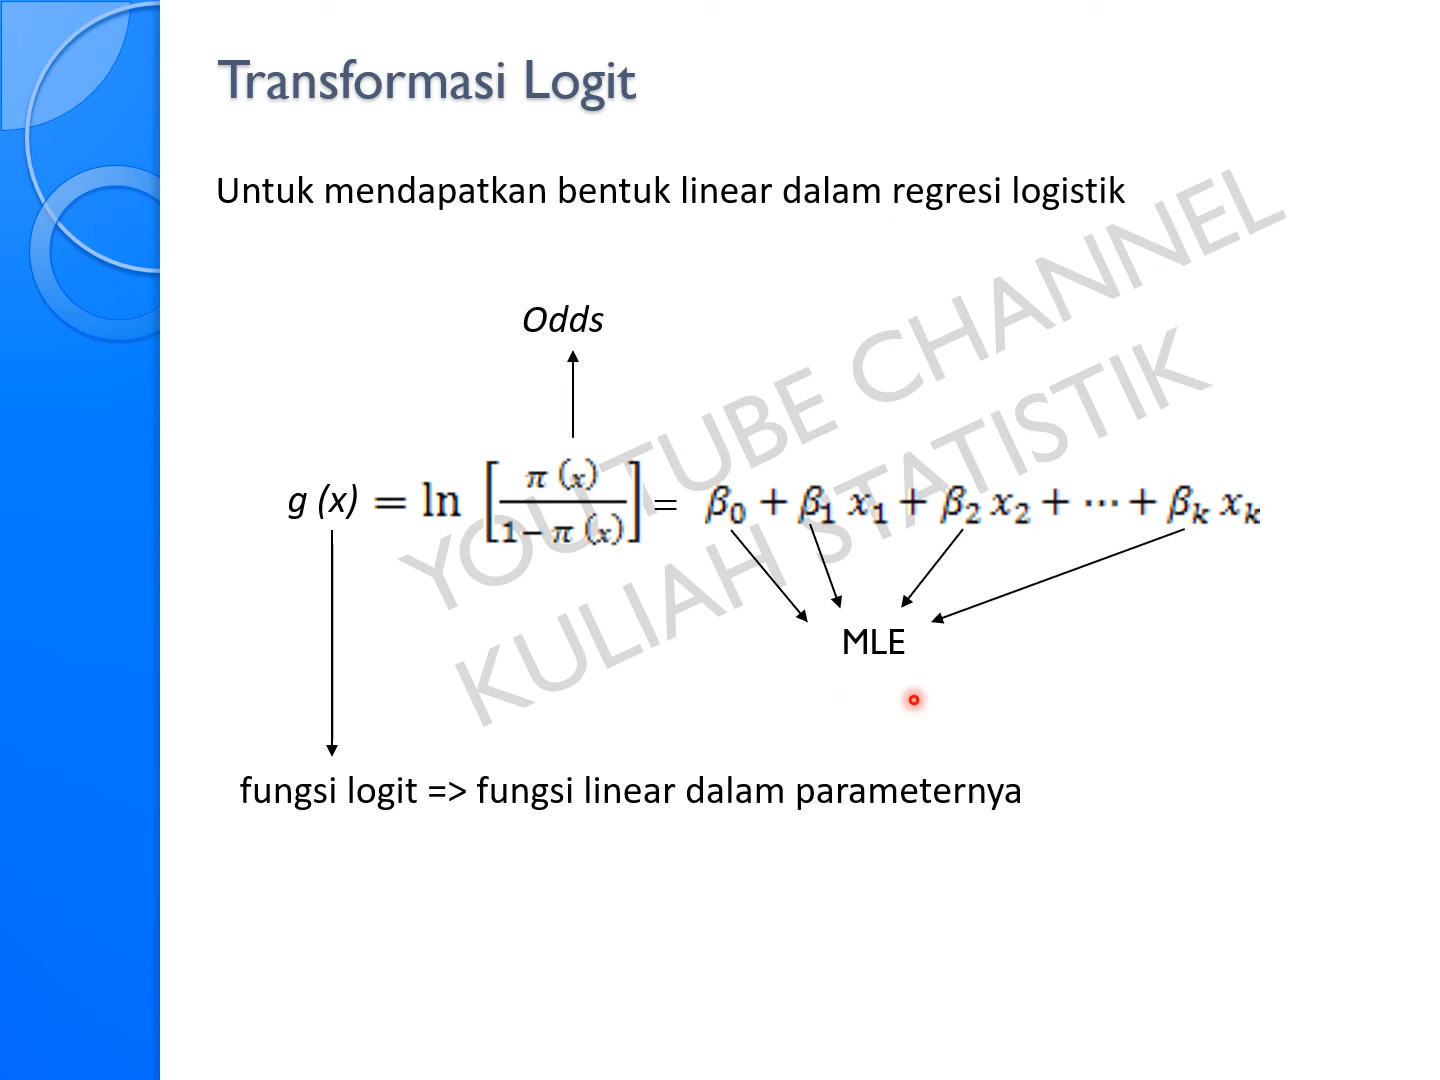 Transformasi Logit
Untuk mendapatkan bentuk linear dalam regresi logistik
Odds
g (x) = ln [ π (x) / 1 − π (x) ] = β0 + β1 x1 + β2 x2 + ⋯ + βk xk
MLE
fungsi logit => fungsi linear dalam parameternya
YOUTUBE CHANNEL
KULIAH STATISTIK